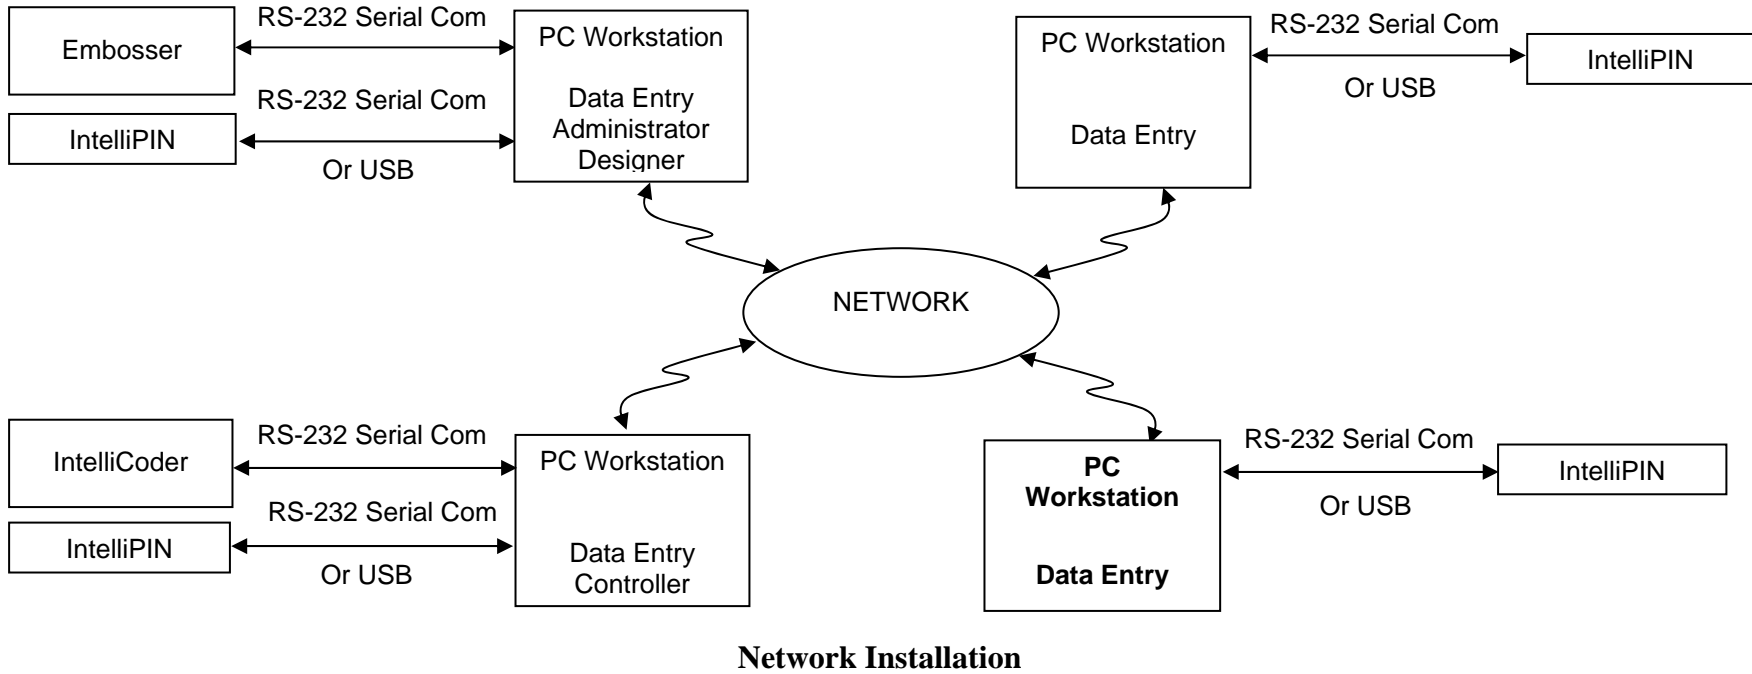 RS-232 Serial Com
Embosser
RS-232 Serial Com
IntelliPIN
Or USB
PC Workstation
Data Entry
Administrator
Designer
PC Workstation
Data Entry
RS-232 Serial Com
Or USB
IntelliPIN
NETWORK
RS-232 Serial Com
IntelliCoder
RS-232 Serial Com
IntelliPIN
Or USB
PC Workstation
Data Entry
Controller
PC
Workstation
Data Entry
RS-232 Serial Com
Or USB
IntelliPIN
Network Installation